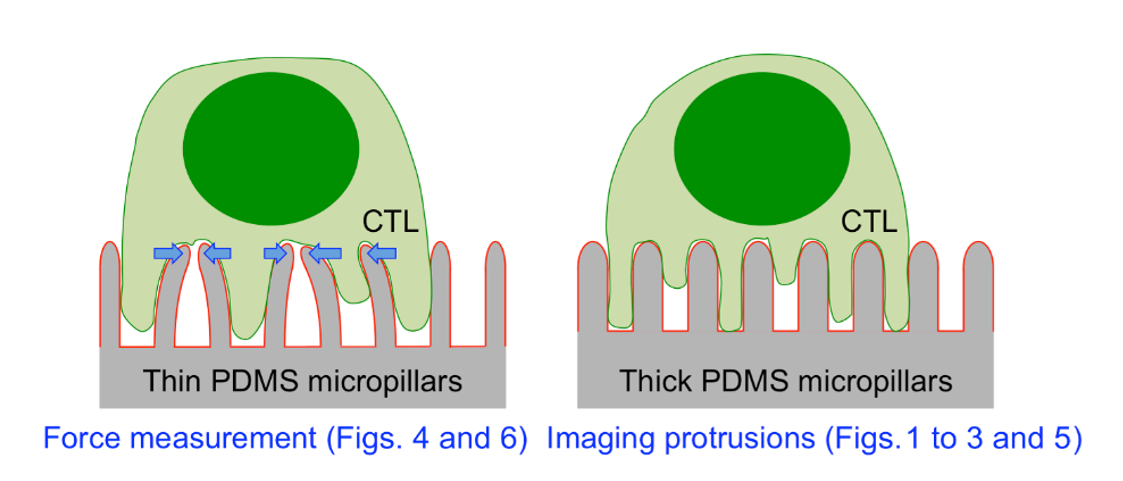 CTL
CTL
Thin PDMS micropillars
Thick PDMS micropillars
Force measurement (Figs. 4 and 6)
Imaging protrusions (Figs.1 to 3 and 5)